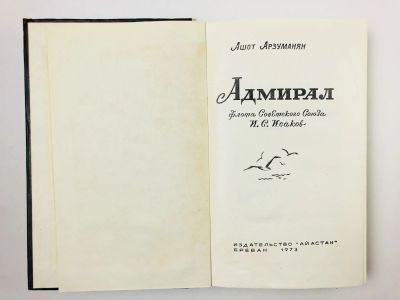 Ашот Арзуманян
Адмирал
Флота Советского Союза
И. С. Исаков
ИЗДАТЕЛЬСТВО "АЙАСТАН"
ЕРЕВАН 1973